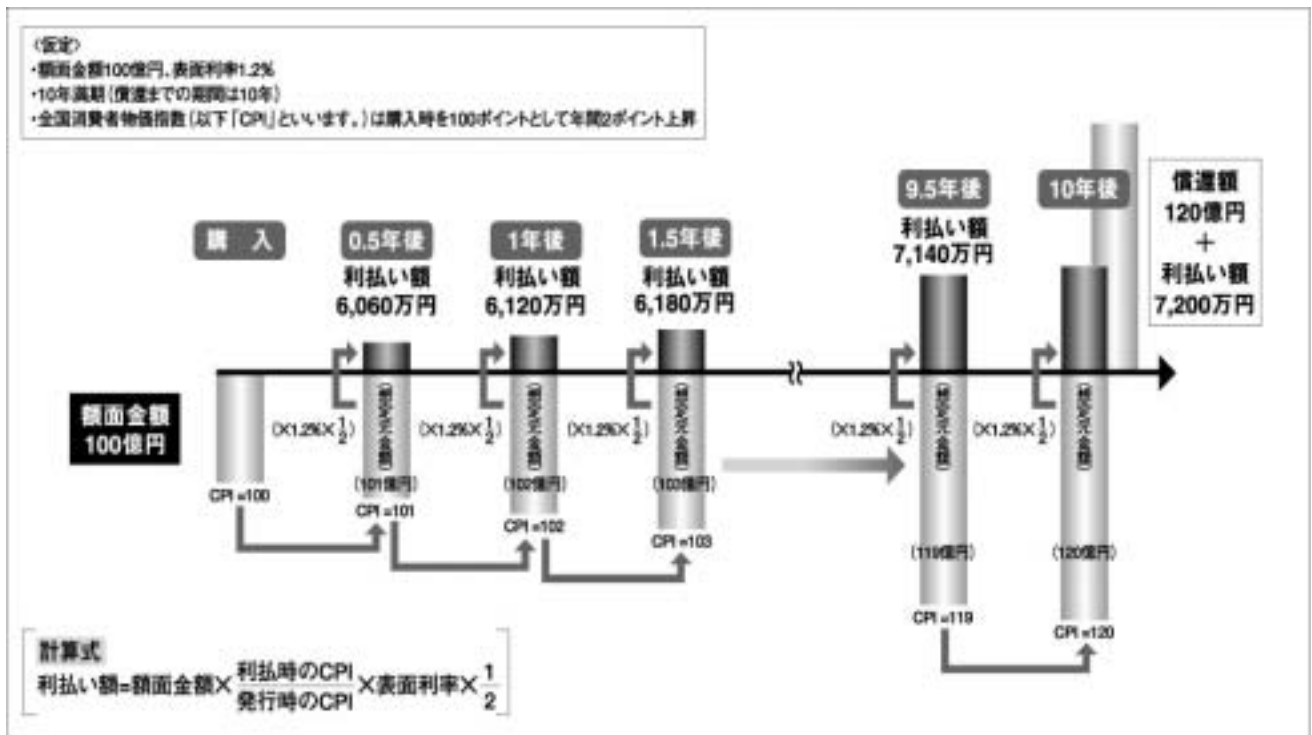 〈仮定〉
・額面金額100億円、表面利率1.2%
・10年満期(償還までの期間は10年)
・全国消費者物価指数(以下「CPI」といいます。)は購入時を100ポイントとして年間2ポイント上昇
購 入
0.5年後
利払い額
6,060万円
1年後
利払い額
6,120万円
1.5年後
利払い額
6,180万円
9.5年後
利払い額
7,140万円
10年後
償還額
120億円
+
利払い額
7,200万円
額面金額
100億円
(×1.2%×1/2)
(×1.2%×1/2)
(×1.2%×1/2)
(×1.2%×1/2)
(×1.2%×1/2)
(101億円)
(102億円)
(103億円)
(119億円)
(120億円)
CPI=100
CPI=101
CPI=102
CPI=103
CPI=119
CPI=120
計算式
利払い額=額面金額×利払時のCPI/発行時のCPI×表面利率×1/2